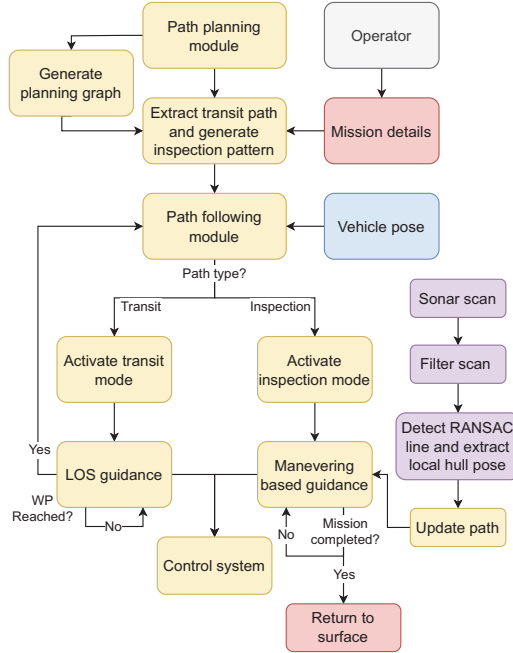 Path planning
module
Operator
Generate
planning graph
Extract transit path
and generate
inspection pattern
Mission details
Path following
module
Vehicle pose
Path type?
Transit
Inspection
Sonar scan
Activate transit
mode
Activate
inspection mode
Filter scan
Detect RANSAC
line and extract
local hull pose
Yes
LOS guidance
Manevering
based guidance
WP
Reached?
No
No
Mission
completed?
Update path
Control system
Yes
Return to
surface